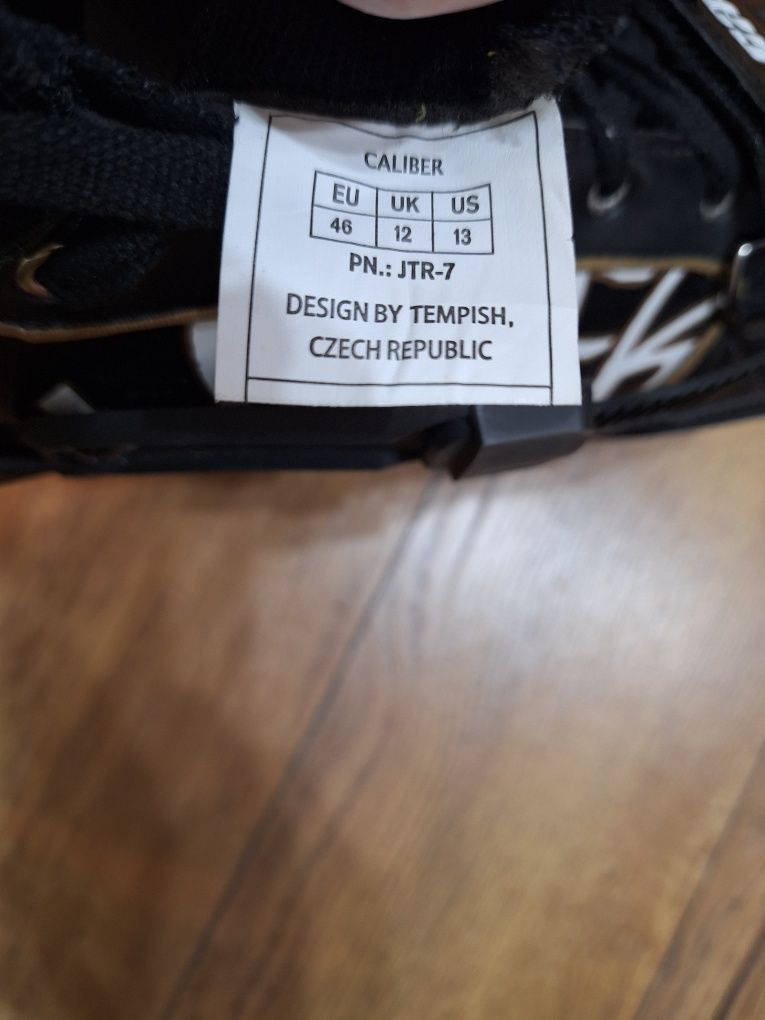 CALIBER
EU UK US
46 12 13
PN.: JTR-7
DESIGN BY TEMPISH,
CZECH REPUBLIC